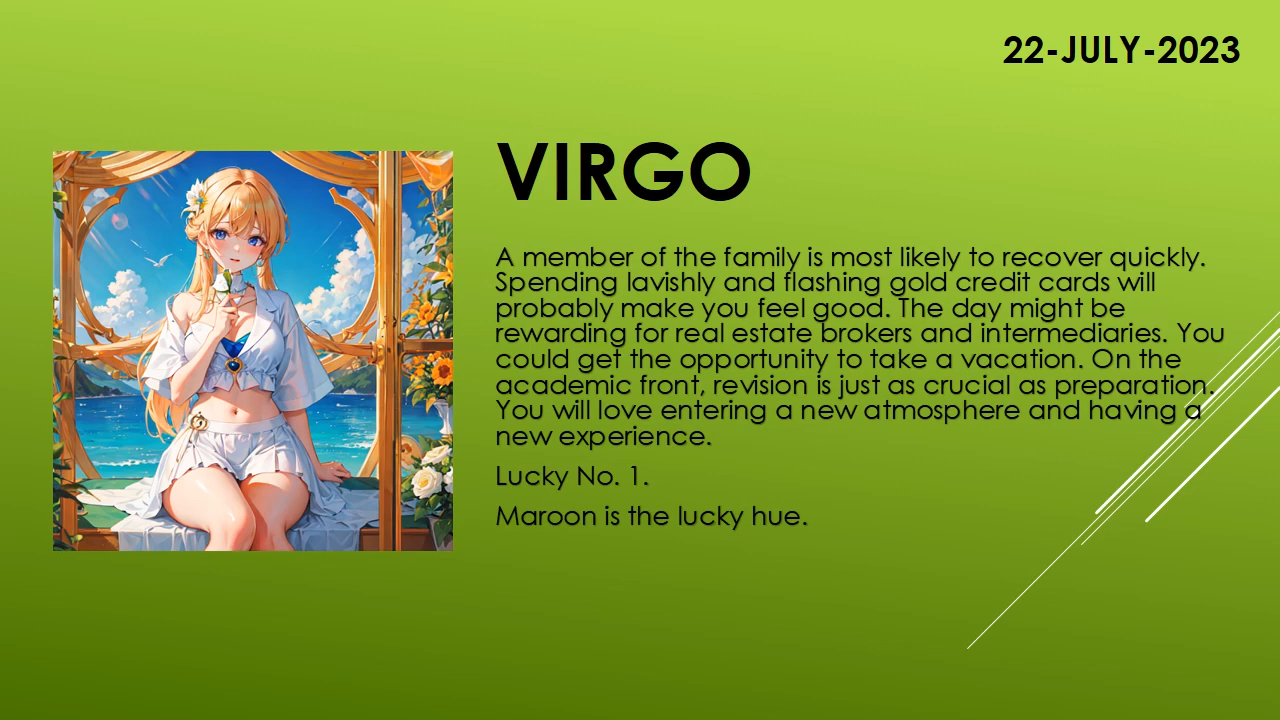 22-JULY-2023
VIRGO
A member of the family is most likely to recover quickly.
Spending lavishly and flashing gold credit cards will
probably make you feel good. The day might be
rewarding for real estate brokers and intermediaries. You
could get the opportunity to take a vacation. On the
academic front, revision is just as crucial as preparation.
You will love entering a new atmosphere and having a
new experience.
Lucky No. 1.
Maroon is the lucky hue.